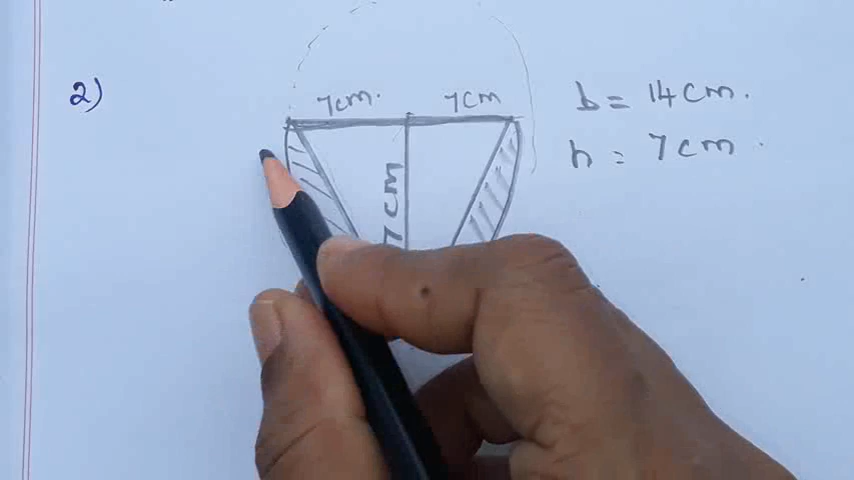 2)
7cm. 7cm
7cm
b = 14cm.
h = 7cm.